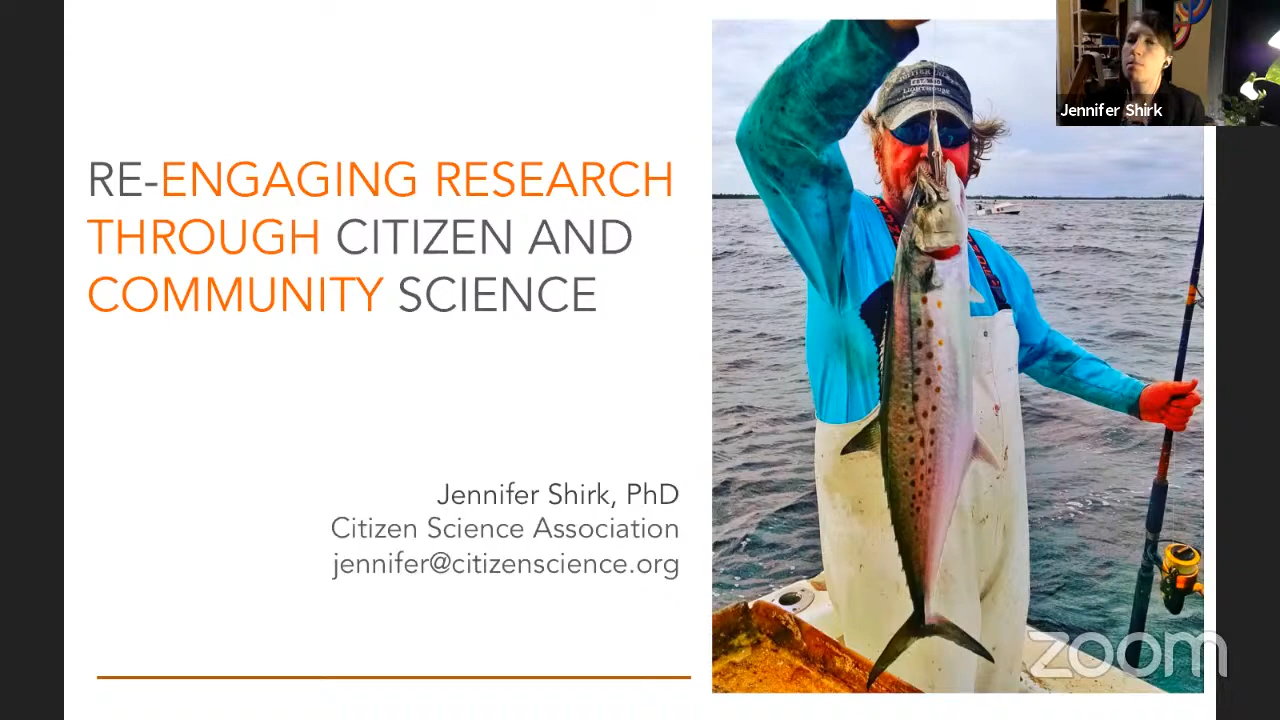 RE-ENGAGING RESEARCH
THROUGH CITIZEN AND
COMMUNITY SCIENCE
Jennifer Shirk, PhD
Citizen Science Association
jennifer@citizenscience.org
Jennifer Shirk
LIGHTHOUSE
zoom